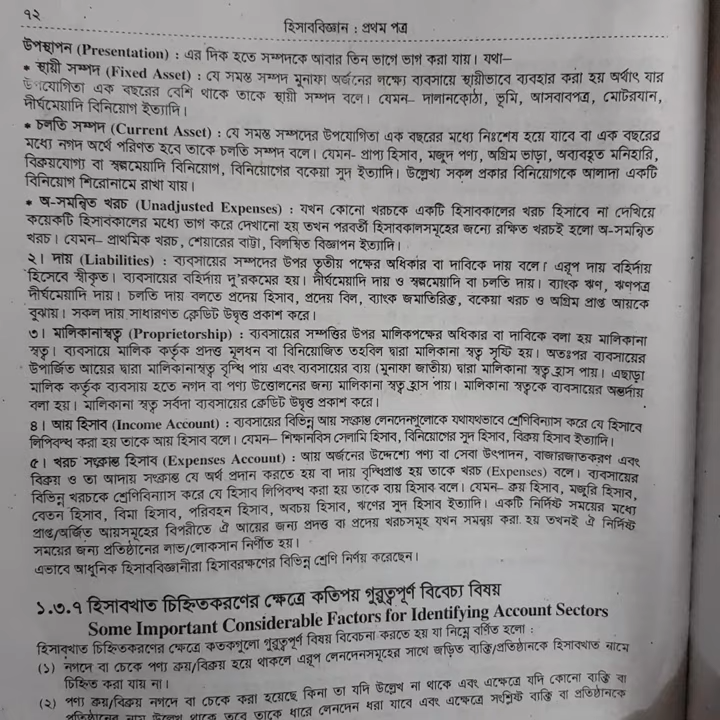 ৭২
হিসাববিজ্ঞান : প্রথম পত্র
উপস্থাপন (Presentation) : এর দিক হতে সম্পদকে আবার তিন ভাগে ভাগ করা যায়। যথা—
* স্থায়ী সম্পদ (Fixed Asset) : যে সমস্ত সম্পদ মুনাফা অর্জনের লক্ষ্যে ব্যবসায়ে স্থায়ীভাবে ব্যবহার করা হয় অর্থাৎ যার
উপযোগিতা এক বছরের বেশি থাকে তাকে স্থায়ী সম্পদ বলে। যেমন– দালানকোঠা, ভূমি, আসবাবপত্র, মোটরযান,
দীর্ঘমেয়াদি বিনিয়োগ ইত্যাদি।
* চলতি সম্পদ (Current Asset) : যে সমস্ত সম্পদের উপযোগিতা এক বছরের মধ্যে নিঃশেষ হয়ে যাবে বা এক বছরের
মধ্যে নগদ অর্থে পরিণত হবে তাকে চলতি সম্পদ বলে। যেমন- প্রাপ্য হিসাব, মজুদ পণ্য, অগ্রিম ভাড়া, অব্যবহৃত মনিহারি,
বিক্রয়যোগ্য বা স্বল্পমেয়াদি বিনিয়োগ, বিনিয়োগের বকেয়া সুদ ইত্যাদি। উল্লেখ্য সকল প্রকার বিনিয়োগকে আলাদা একটি
বিনিয়োগ শিরোনামে রাখা যায়।
* অ-সমন্বিত খরচ (Unadjusted Expenses) : যখন কোনো খরচকে একটি হিসাবকালের খরচ হিসাবে না দেখিয়ে
কয়েকটি হিসাবকালের মধ্যে ভাগ করে দেখানো হয় তখন পরবর্তী হিসাবকালসমূহের জন্যে রক্ষিত খরচই হলো অ-সমন্বিত
খরচ। যেমন– প্রাথমিক খরচ, শেয়ারের বাট্টা, বিলম্বিত বিজ্ঞাপন ইত্যাদি।
২। দায় (Liabilities) : ব্যবসায়ের সম্পদের উপর তৃতীয় পক্ষের অধিকার বা দাবিকে দায় বলে। এরূপ দায় বহির্দায়
হিসেবে স্বীকৃত। ব্যবসায়ের বহির্দায় দু'রকমের হয়। দীর্ঘমেয়াদি দায় ও স্বল্পমেয়াদি বা চলতি দায়। ব্যাংক ঋণ, ঋণপত্র
দীর্ঘমেয়াদি দায়। চলতি দায় বলতে প্রদেয় হিসাব, প্রদেয় বিল, ব্যাংক জমাতিরিক্ত, বকেয়া খরচ ও অগ্রিম প্রাপ্ত আয়কে
বুঝায়। সকল দায় সাধারণত ক্রেডিট উদ্বৃত্ত প্রকাশ করে।
৩। মালিকানাস্বত্ব (Proprietorship) : ব্যবসায়ের সম্পত্তির উপর মালিকপক্ষের অধিকার বা দাবিকে বলা হয় মালিকানা
স্বত্ব। ব্যবসায়ে মালিক কর্তৃক প্রদত্ত মূলধন বা বিনিয়োজিত তহবিল দ্বারা মালিকানা স্বত্ব সৃষ্টি হয়। অতঃপর ব্যবসায়ের
উপার্জিত আয়ের দ্বারা মালিকানাস্বত্ব বৃদ্ধি পায় এবং ব্যবসায়ের ব্যয় (মুনাফা জাতীয়) দ্বারা মালিকানা স্বত্ব হ্রাস পায়। এছাড়া
মালিক কর্তৃক ব্যবসায় হতে নগদ বা পণ্য উত্তোলনের জন্য মালিকানা স্বত্ব হ্রাস পায়। মালিকানা স্বত্বকে ব্যবসায়ের অন্তর্দায়
বলা হয়। মালিকানা স্বত্ব সর্বদা ব্যবসায়ের ক্রেডিট উদ্বৃত্ত প্রকাশ করে।
৪। আয় হিসাব (Income Account) : ব্যবসায়ের বিভিন্ন আয় সংক্রান্ত লেনদেনগুলোকে যথাযথভাবে শ্রেণিবিন্যাস করে যে হিসাবে
লিপিবদ্ধ করা হয় তাকে আয় হিসাব বলে। যেমন– শিক্ষানবিস সেলামি হিসাব, বিনিয়োগের সুদ হিসাব, বিক্রয় হিসাব ইত্যাদি।
৫। খরচ সংক্রান্ত হিসাব (Expenses Account) : আয় অর্জনের উদ্দেশ্যে পণ্য বা সেবা উৎপাদন, বাজারজাতকরণ এবং
বিক্রয় ও তা আদায় সংক্রান্ত যে অর্থ প্রদান করতে হয় বা দায় বৃদ্ধিপ্রাপ্ত হয় তাকে খরচ (Expenses) বলে। ব্যবসায়ের
বিভিন্ন খরচকে শ্রেণিবিন্যাস করে যে হিসাব লিপিবদ্ধ করা হয় তাকে ব্যয় হিসাব বলে। যেমন– ক্রয় হিসাব, মজুরি হিসাব,
বেতন হিসাব, বিমা হিসাব, পরিবহন হিসাব, অবচয় হিসাব, ঋণের সুদ হিসাব ইত্যাদি। একটি নির্দিষ্ট সময়ের মধ্যে
প্রাপ্ত/অর্জিত আয়সমূহের বিপরীতে ঐ আয়ের জন্য প্রদত্ত বা প্রদেয় খরচসমূহ যখন সমন্বয় করা হয় তখনই ঐ নির্দিষ্ট
সময়ের জন্য প্রতিষ্ঠানের লাভ/লোকসান নির্ণীত হয়।
এভাবে আধুনিক হিসাববিজ্ঞানীরা হিসাবরক্ষণের বিভিন্ন শ্রেণি নির্ণয় করেছেন।
১.৩.৭ হিসাবখাত চিহ্নিতকরণের ক্ষেত্রে কতিপয় গুরুত্বপূর্ণ বিবেচ্য বিষয়
Some Important Considerable Factors for Identifying Account Sectors
হিসাবখাত চিহ্নিতকরণের ক্ষেত্রে কতকগুলো গুরুত্বপূর্ণ বিষয় বিবেচনা করতে হয় যা নিম্নে বর্ণিত হলো :
(১) নগদে বা চেকে পণ্য ক্রয়/বিক্রয় হয়ে থাকলে এরূপ লেনদেনসমূহের সাথে জড়িত ব্যক্তি/প্রতিষ্ঠানকে হিসাবখাত নামে
চিহ্নিত করা যায় না।
(২) পণ্য ক্রয়/বিক্রয় নগদে বা চেকে করা হয়েছে কিনা তা যদি উল্লেখ না থাকে এবং এক্ষেত্রে যদি কোনো ব্যক্তি বা
প্রতিষ্ঠানের নাম উল্লেখ থাকে তবে তাকে ধারে লেনদেন ধরা যাবে এবং এক্ষেত্রে সংশ্লিষ্ট ব্যক্তি বা প্রতিষ্ঠানকে